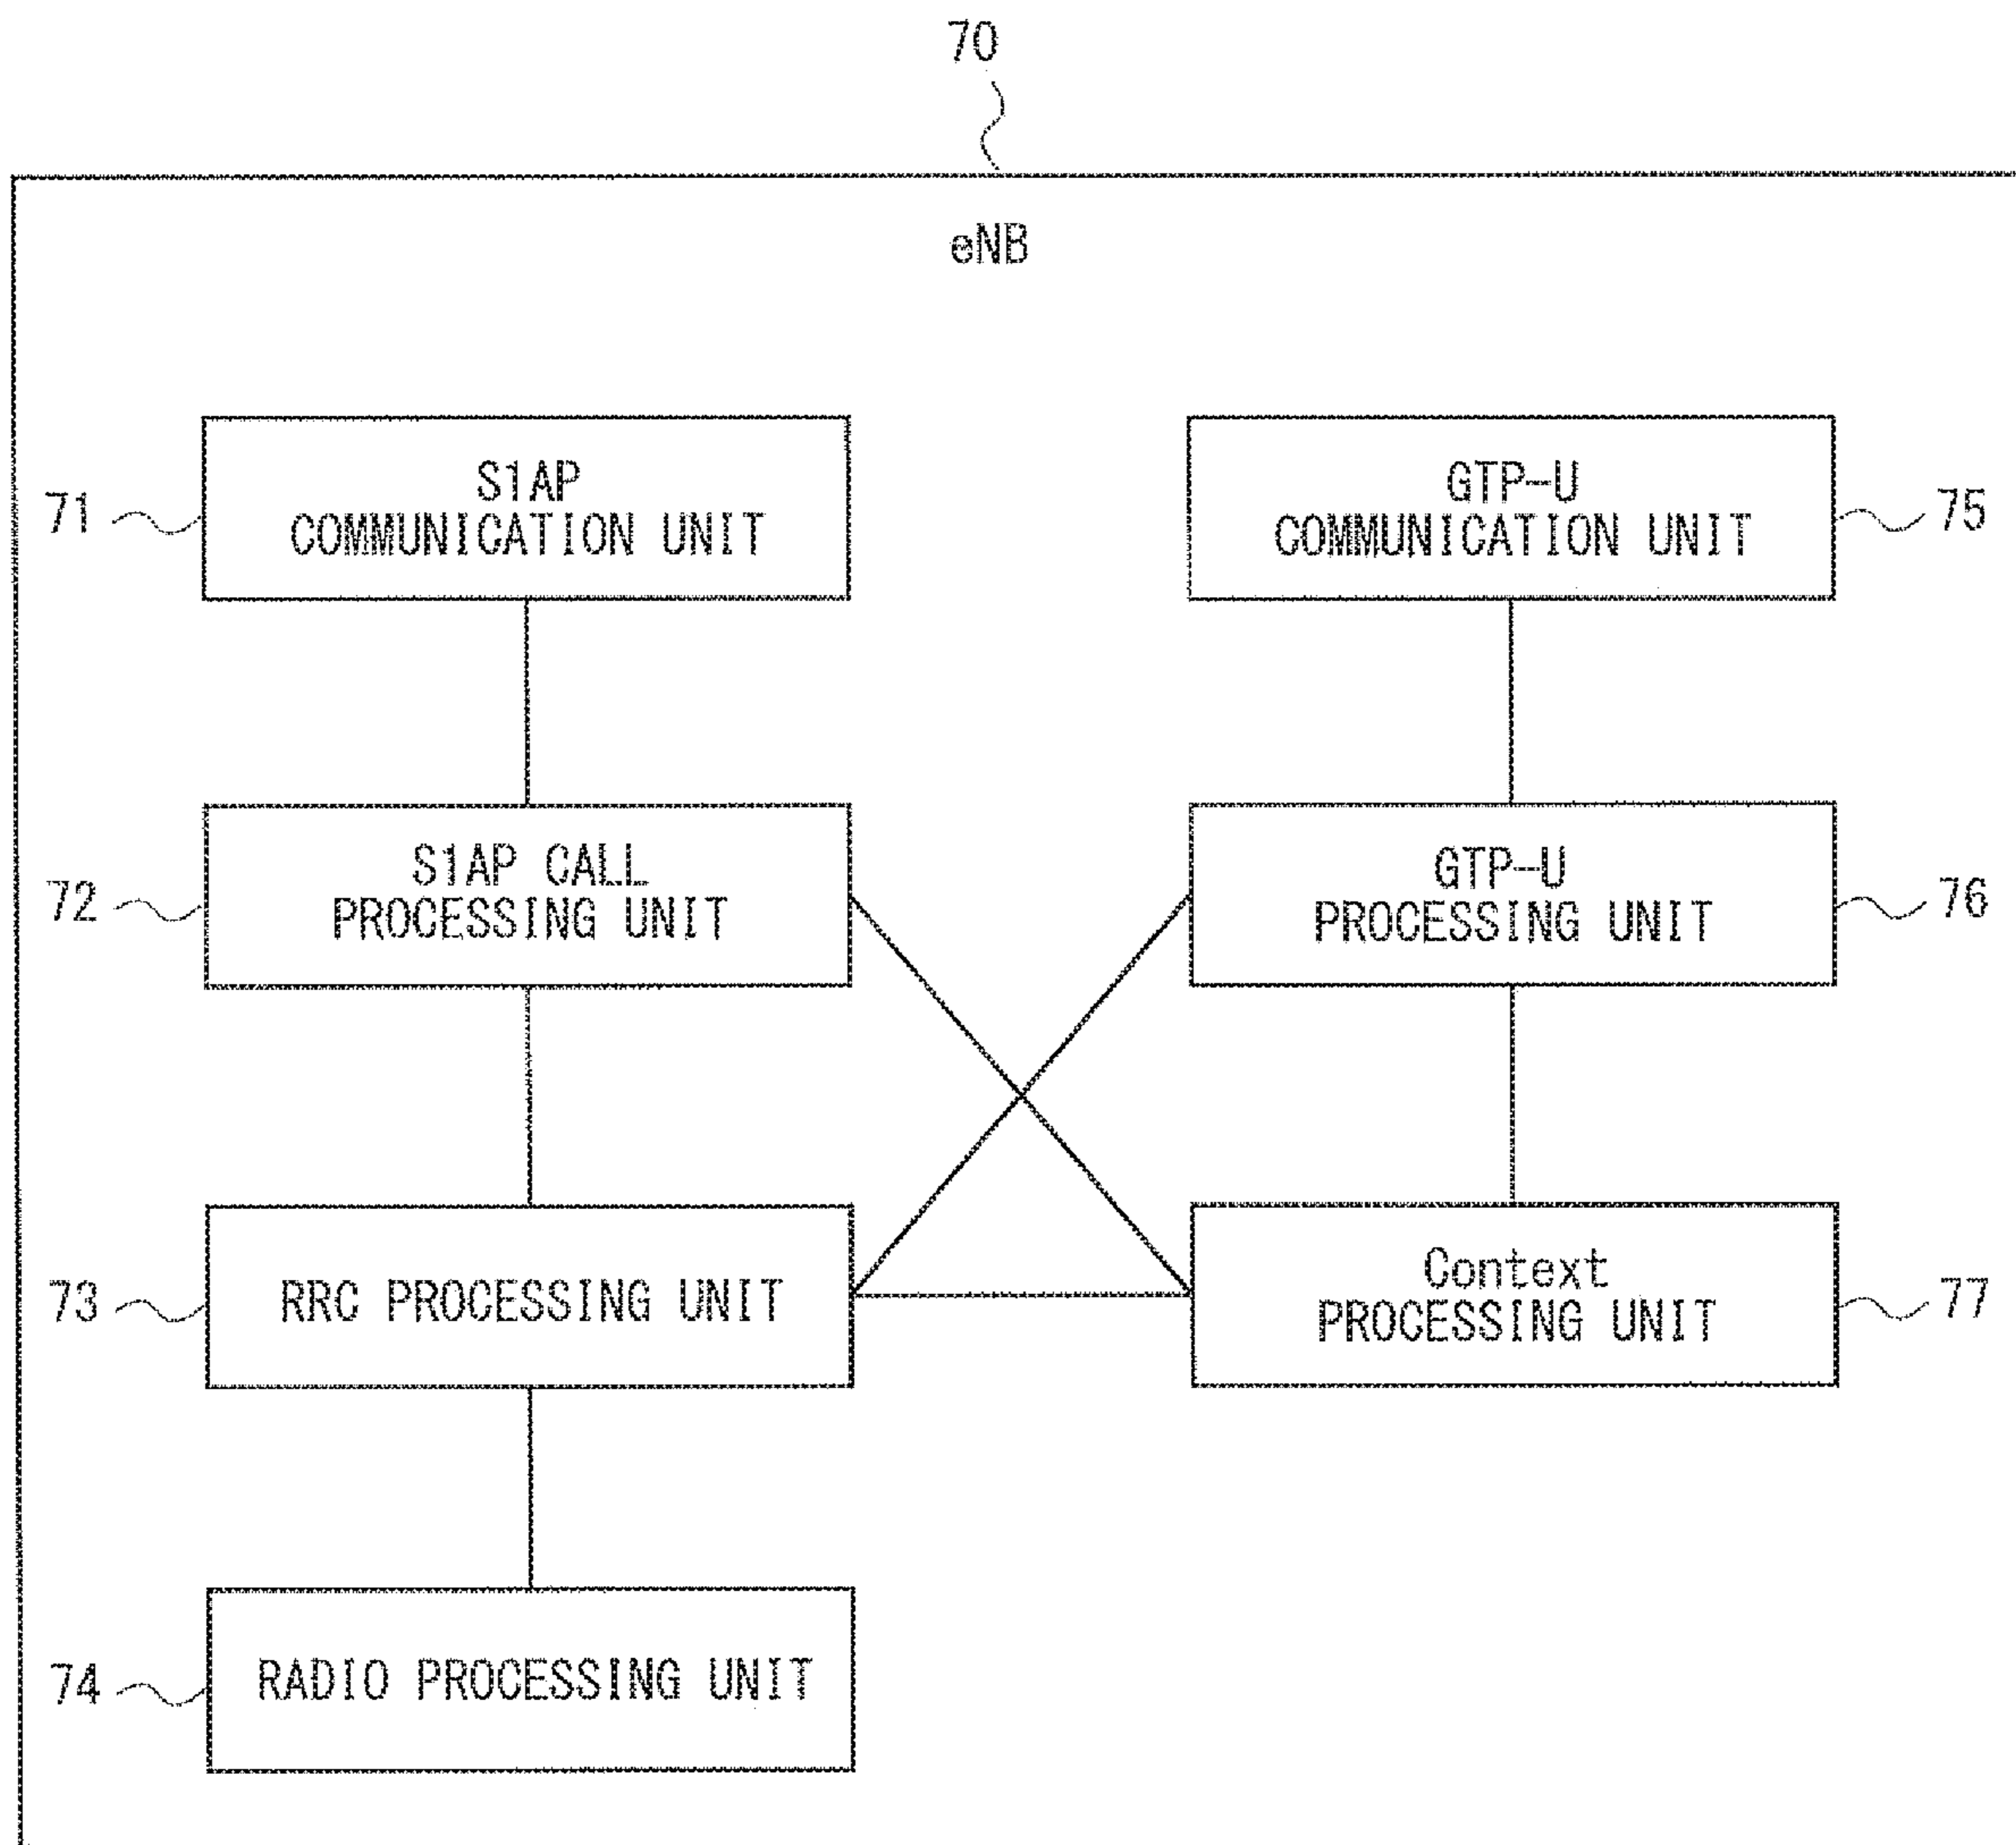 70
eNB
71
S1AP
COMMUNICATION UNIT
GTP-U
COMMUNICATION UNIT
75
72
S1AP CALL
PROCESSING UNIT
GTP-U
PROCESSING UNIT
76
73
RRC PROCESSING UNIT
Context
PROCESSING UNIT
77
74
RADIO PROCESSING UNIT